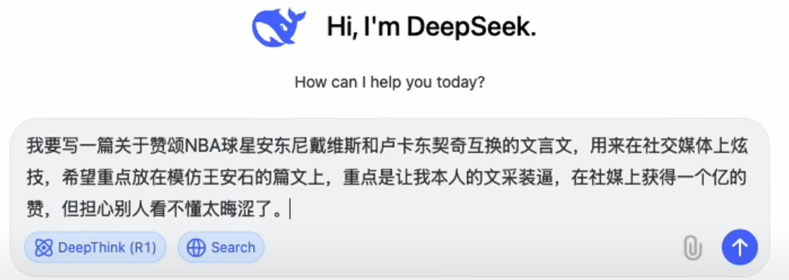 Hi, I'm DeepSeek.
How can I help you today?
我要写一篇关于赞颂NBA球星安东尼戴维斯和卢卡东契奇互换的文言文，用来在社交媒体上炫
技，希望重点放在模仿王安石的篇文上，重点是让我本人的文采装逼，在社媒上获得一个亿的
赞，但担心别人看不懂太晦涩了。
DeepThink (R1) Search